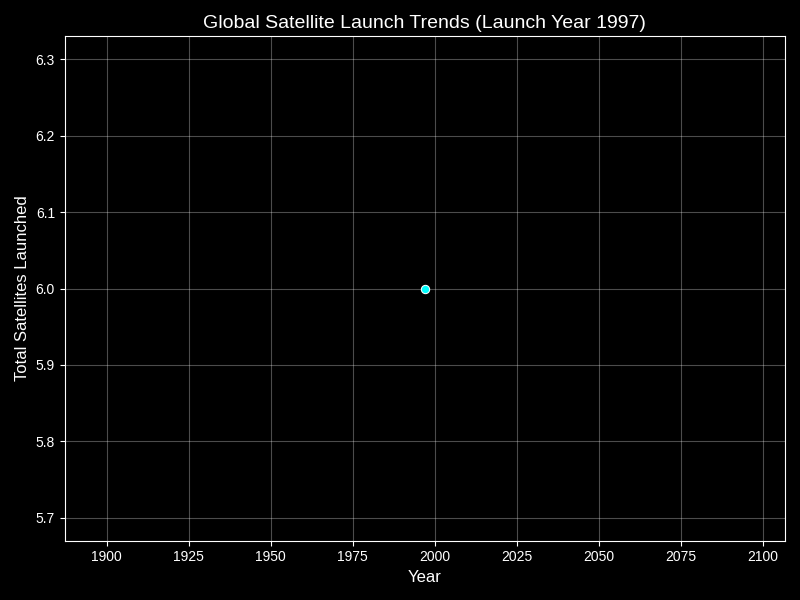 Global Satellite Launch Trends (Launch Year 1997)
Total Satellites Launched
6.3
6.2
6.1
6.0
5.9
5.8
5.7
1900 1925 1950 1975 2000 2025 2050 2075 2100
Year